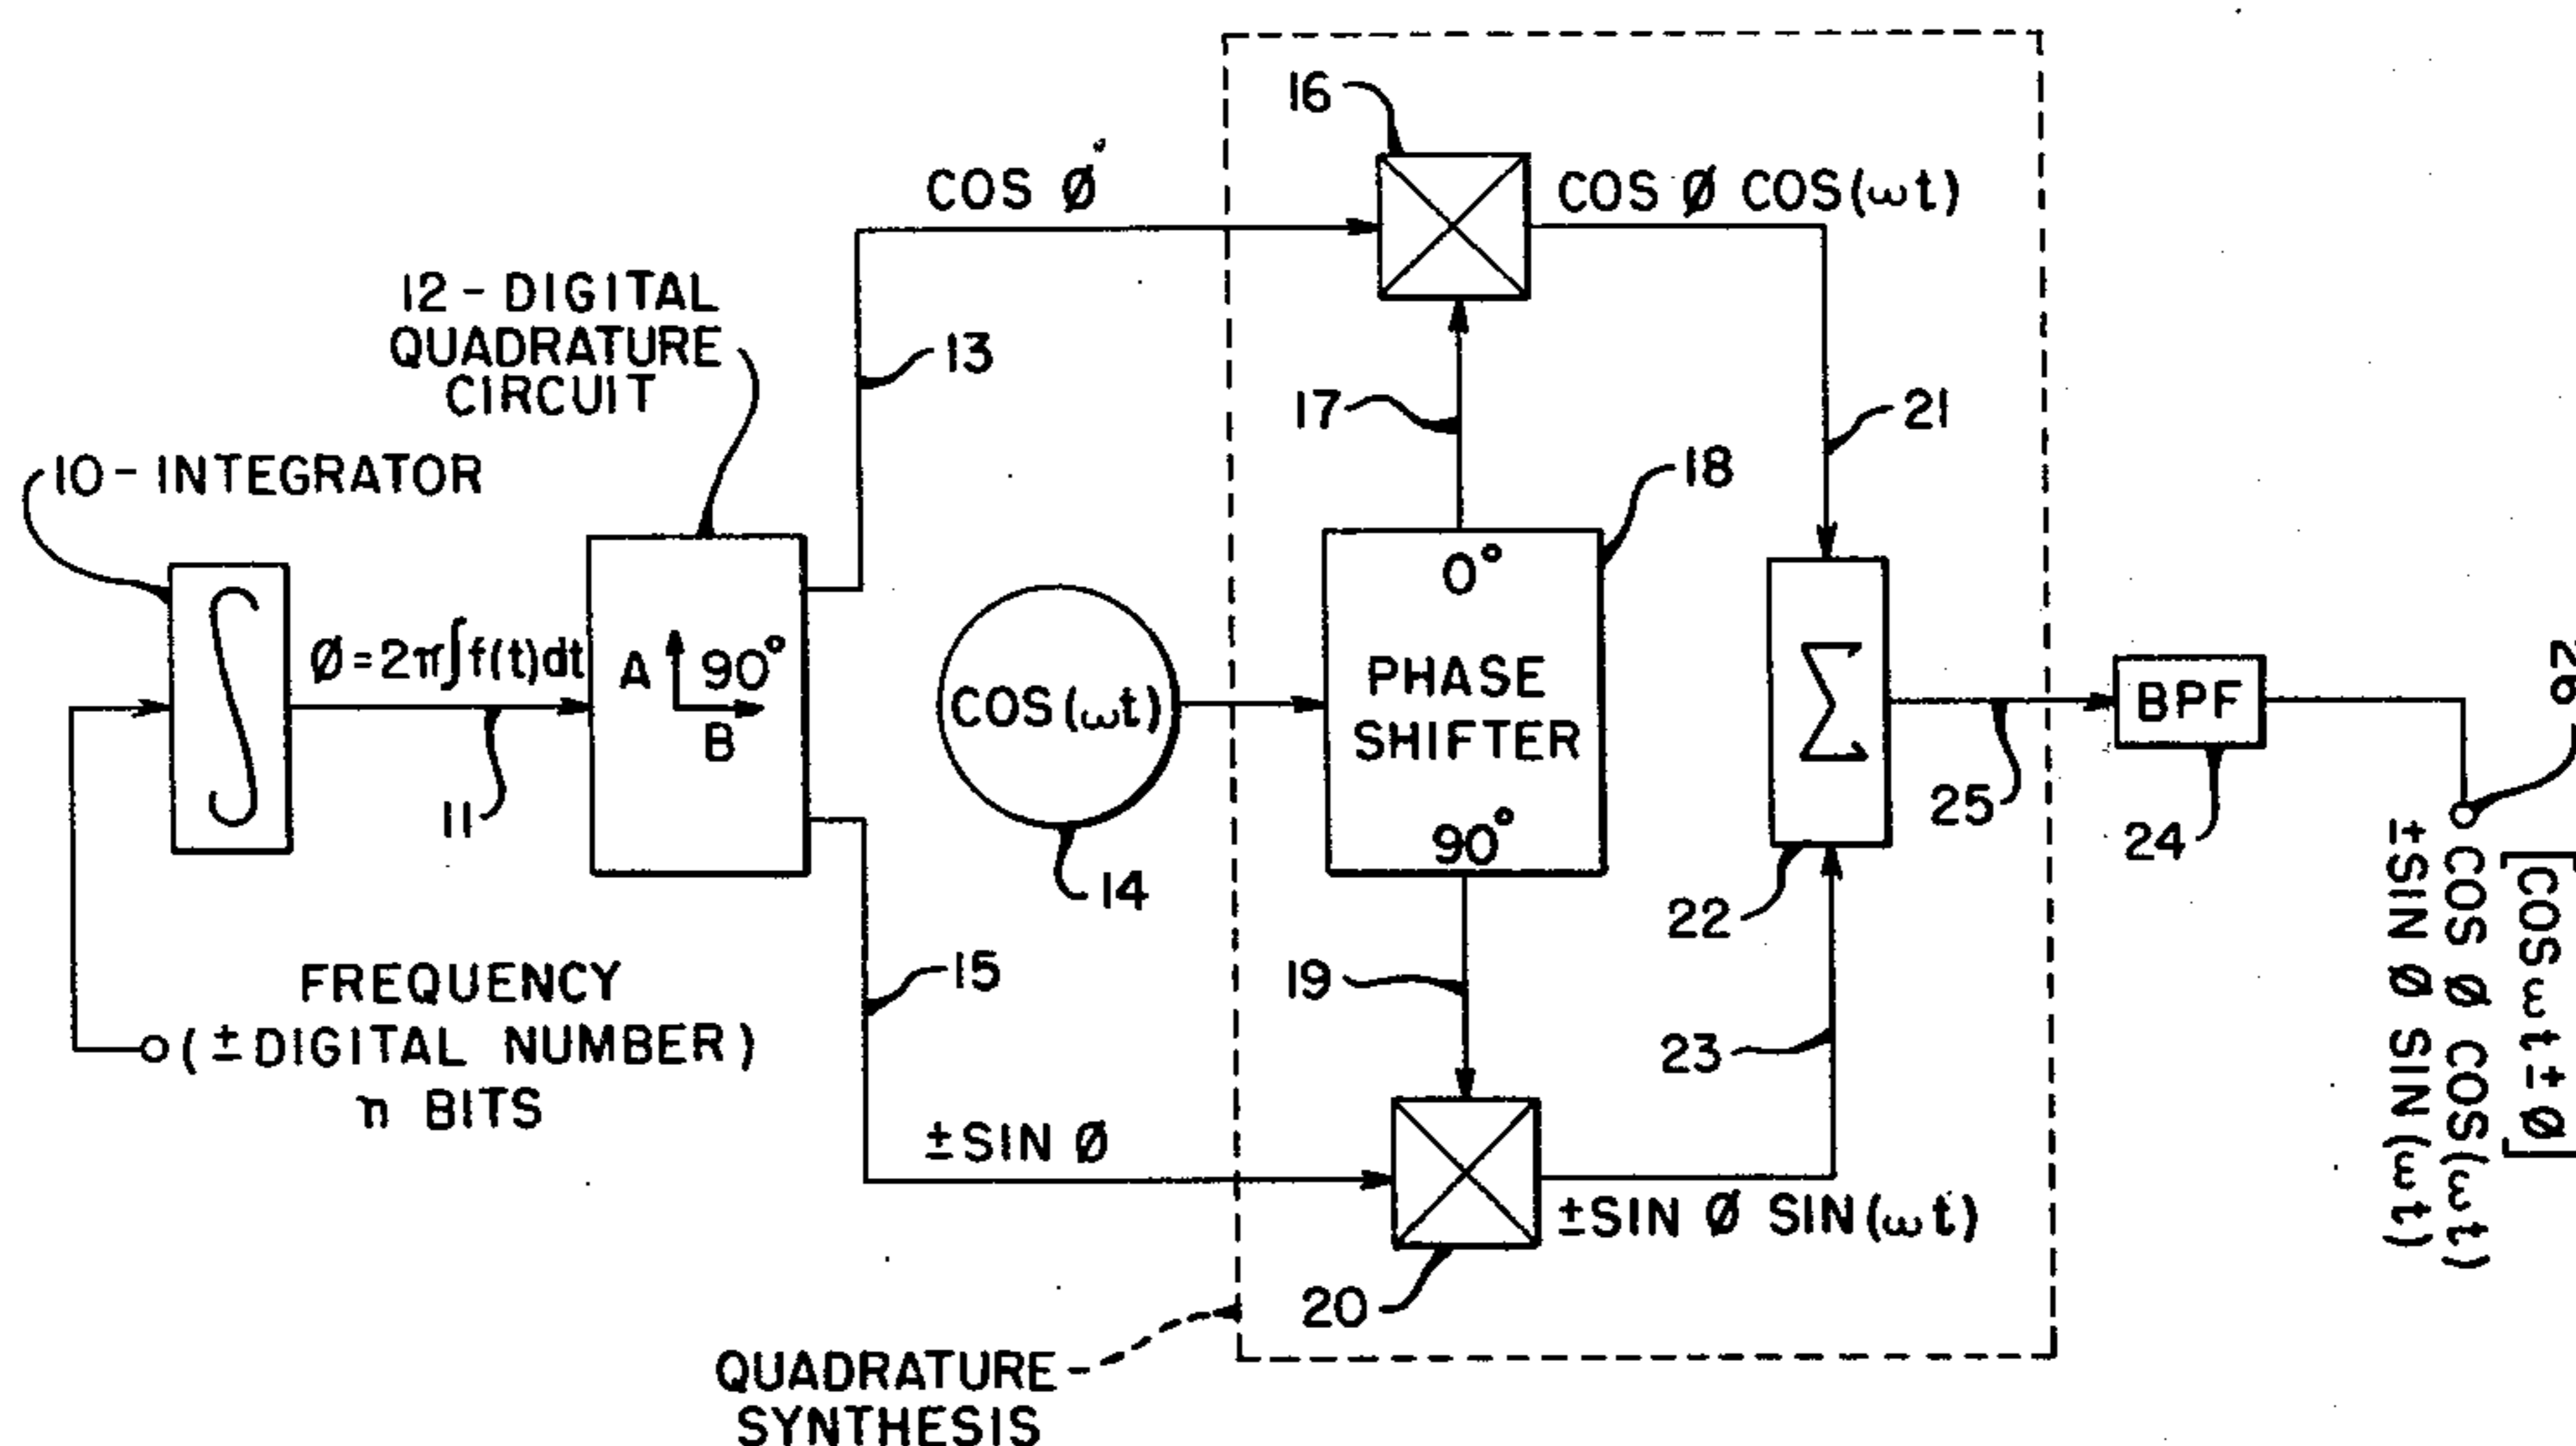 16
COS Ø
COS Ø COS(ωt)
12 - DIGITAL
QUADRATURE
CIRCUIT
13
17
21
10 - INTEGRATOR
18
0°
Ø = 2π∫f(t)dt
A
90°
B
COS(ωt)
PHASE
SHIFTER
Σ
BPF
26
11
90°
25
24
14
22
15
19
23
FREQUENCY
(± DIGITAL NUMBER)
n BITS
± SIN Ø
± SIN Ø SIN(ωt)
20
QUADRATURE
SYNTHESIS
[COS ωt ± Ø]
COS Ø COS(ωt)
± SIN Ø SIN(ωt)